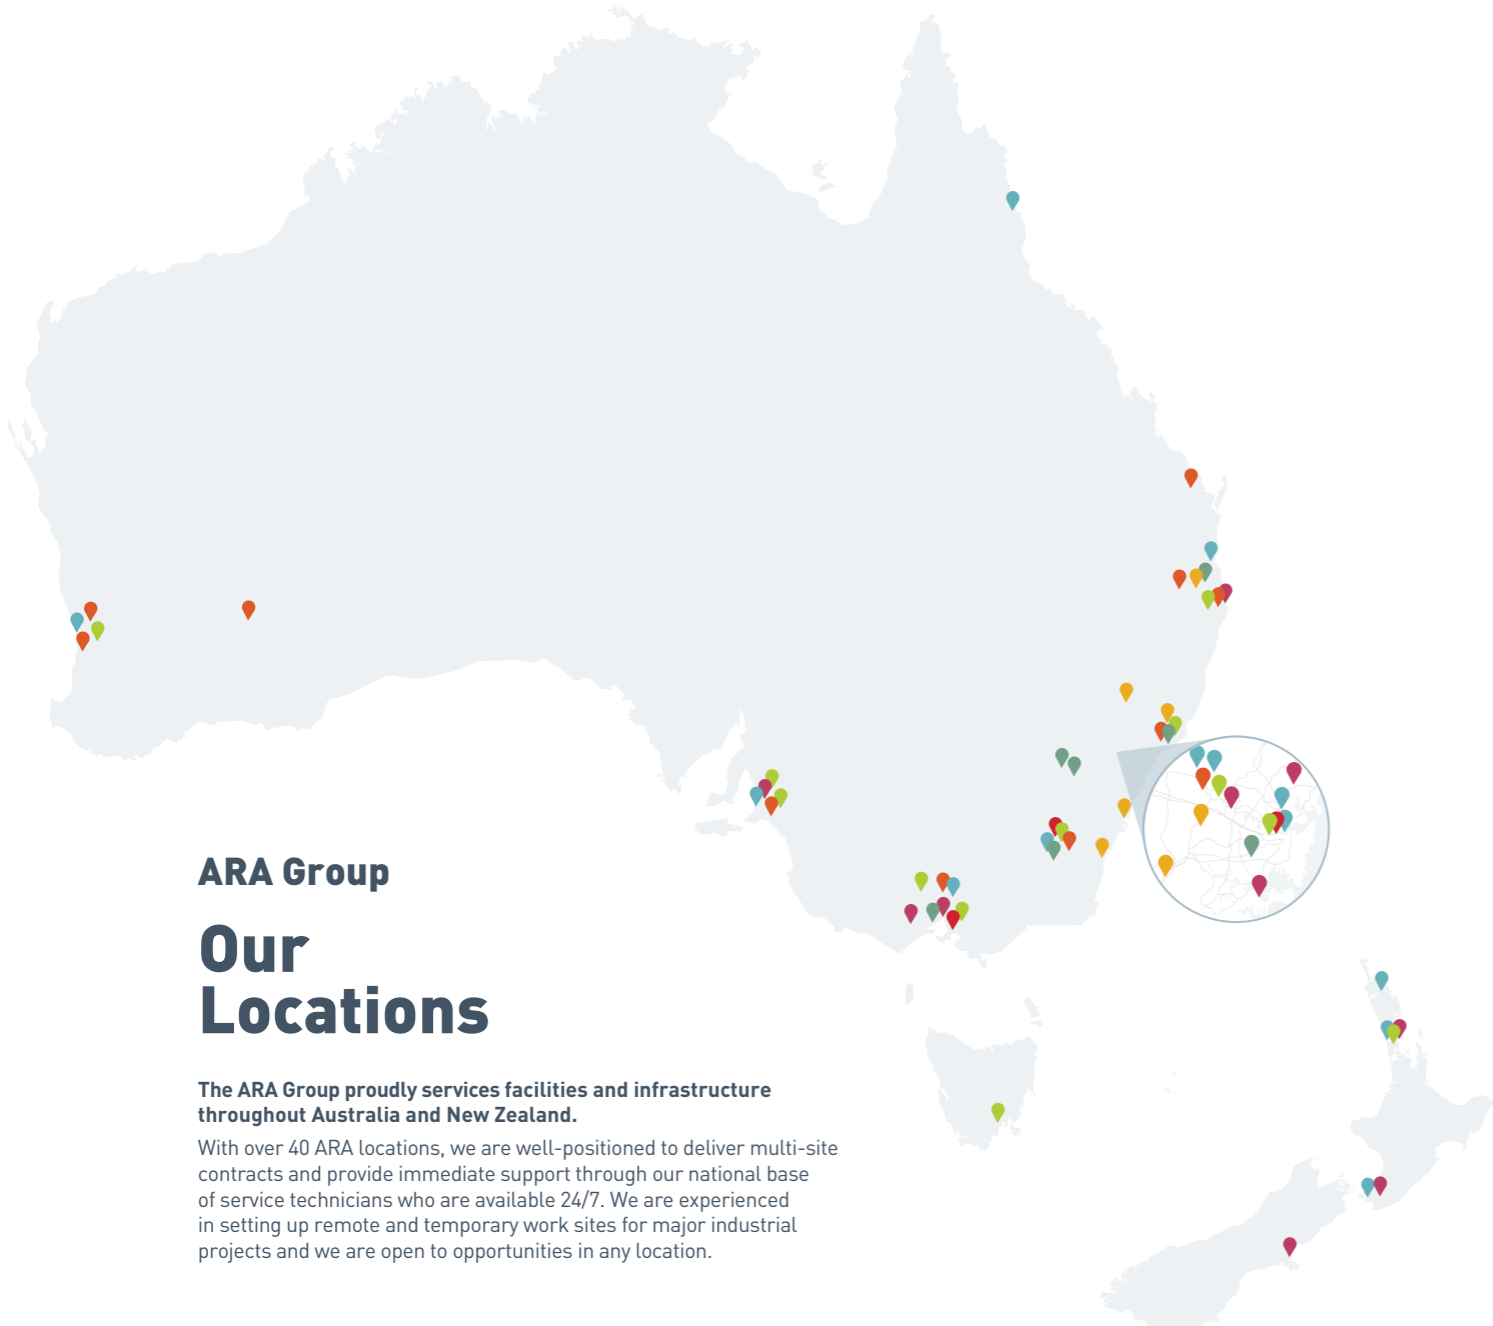 ARA Group
Our
Locations
The ARA Group proudly services facilities and infrastructure
throughout Australia and New Zealand.
With over 40 ARA locations, we are well-positioned to deliver multi-site
contracts and provide immediate support through our national base
of service technicians who are available 24/7. We are experienced
in setting up remote and temporary work sites for major industrial
projects and we are open to opportunities in any location.